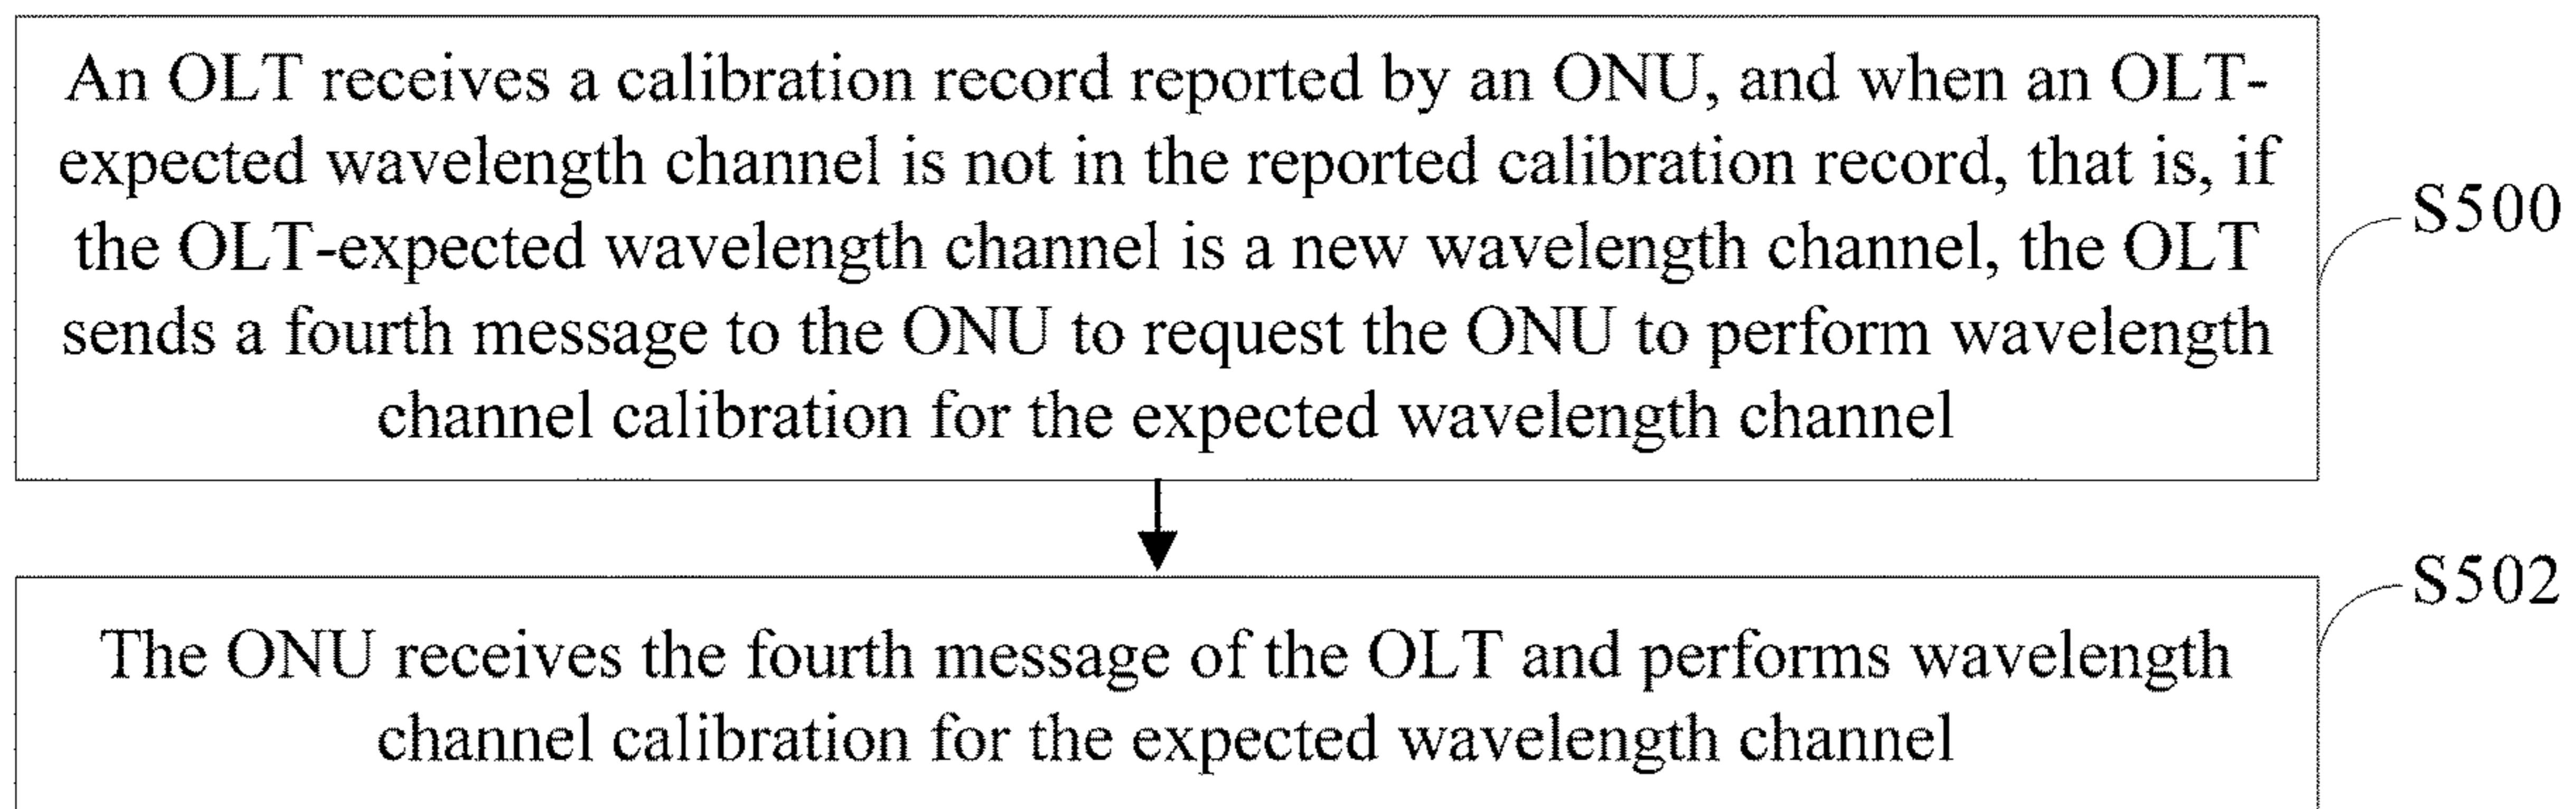 An OLT receives a calibration record reported by an ONU, and when an OLT-
expected wavelength channel is not in the reported calibration record, that is, if
the OLT-expected wavelength channel is a new wavelength channel, the OLT
sends a fourth message to the ONU to request the ONU to perform wavelength
channel calibration for the expected wavelength channel
S500
The ONU receives the fourth message of the OLT and performs wavelength
channel calibration for the expected wavelength channel
S502